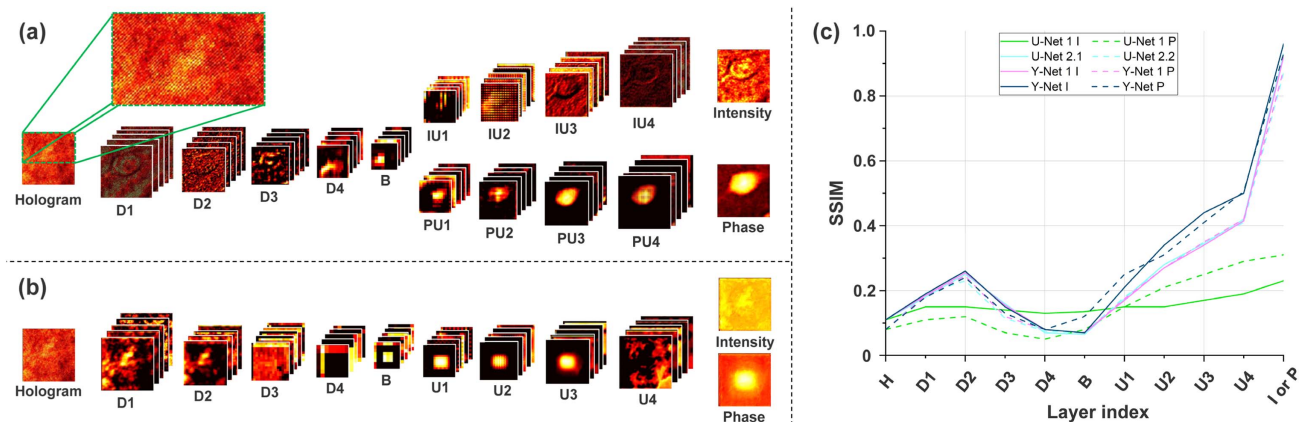 (a)
IU1
IU2
IU3
IU4
Intensity
Hologram
D1
D2
D3
D4
B
PU1
PU2
PU3
PU4
Phase
(b)
Hologram
D1
D2
D3
D4
B
U1
U2
U3
U4
Intensity
Phase
(c)
U-Net 1 I
U-Net 1 P
U-Net 2.1
U-Net 2.2
Y-Net 1 I
Y-Net 1 P
Y-Net I
Y-Net P
SSIM
1.0
0.8
0.6
0.4
0.2
0.0
H
D1
D2
D3
D4
B
U1
U2
U3
U4
I or P
Layer index